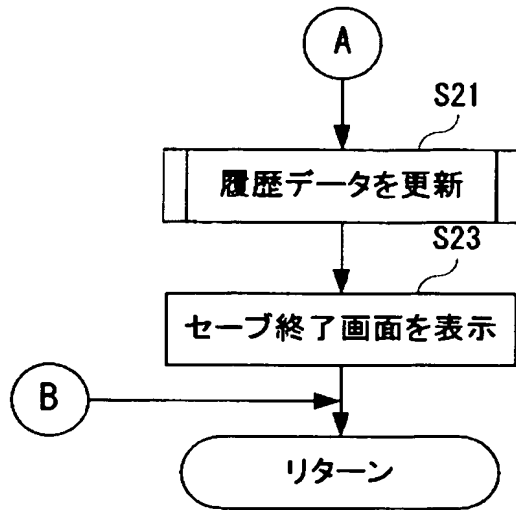 A
S21
履歴データを更新
S23
セーブ終了画面を表示
B
リターン